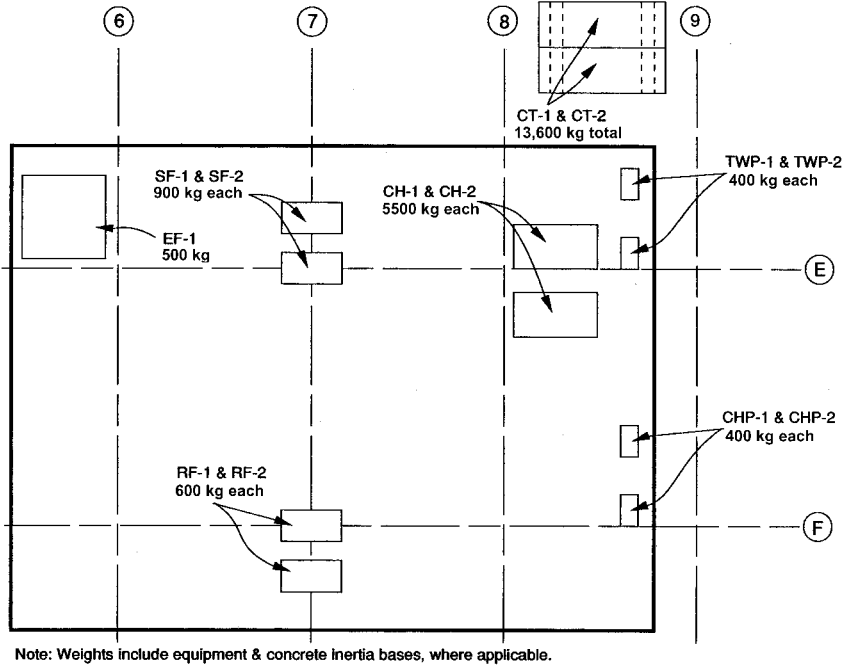 6
7
8
9
CT-1 & CT-2
13,600 kg total
SF-1 & SF-2
900 kg each
CH-1 & CH-2
5500 kg each
TWP-1 & TWP-2
400 kg each
EF-1
500 kg
E
CHP-1 & CHP-2
400 kg each
RF-1 & RF-2
600 kg each
F
Note: Weights include equipment & concrete inertia bases, where applicable.